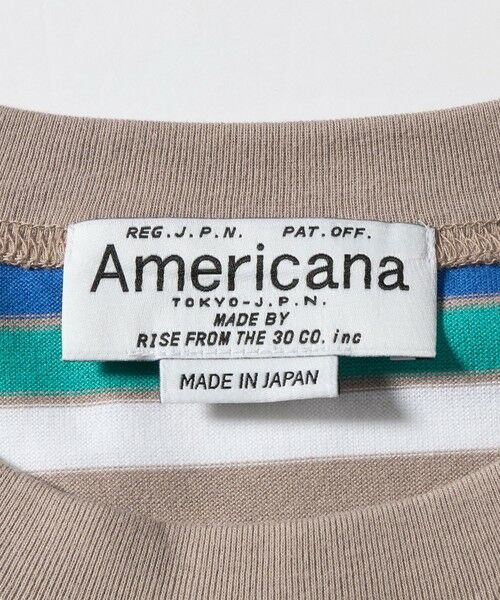 REG.J.P.N. PAT.OFF.
Americana
TOKYO-J.P.N.
MADE BY
RISE FROM THE 30 CO. inc
MADE IN JAPAN